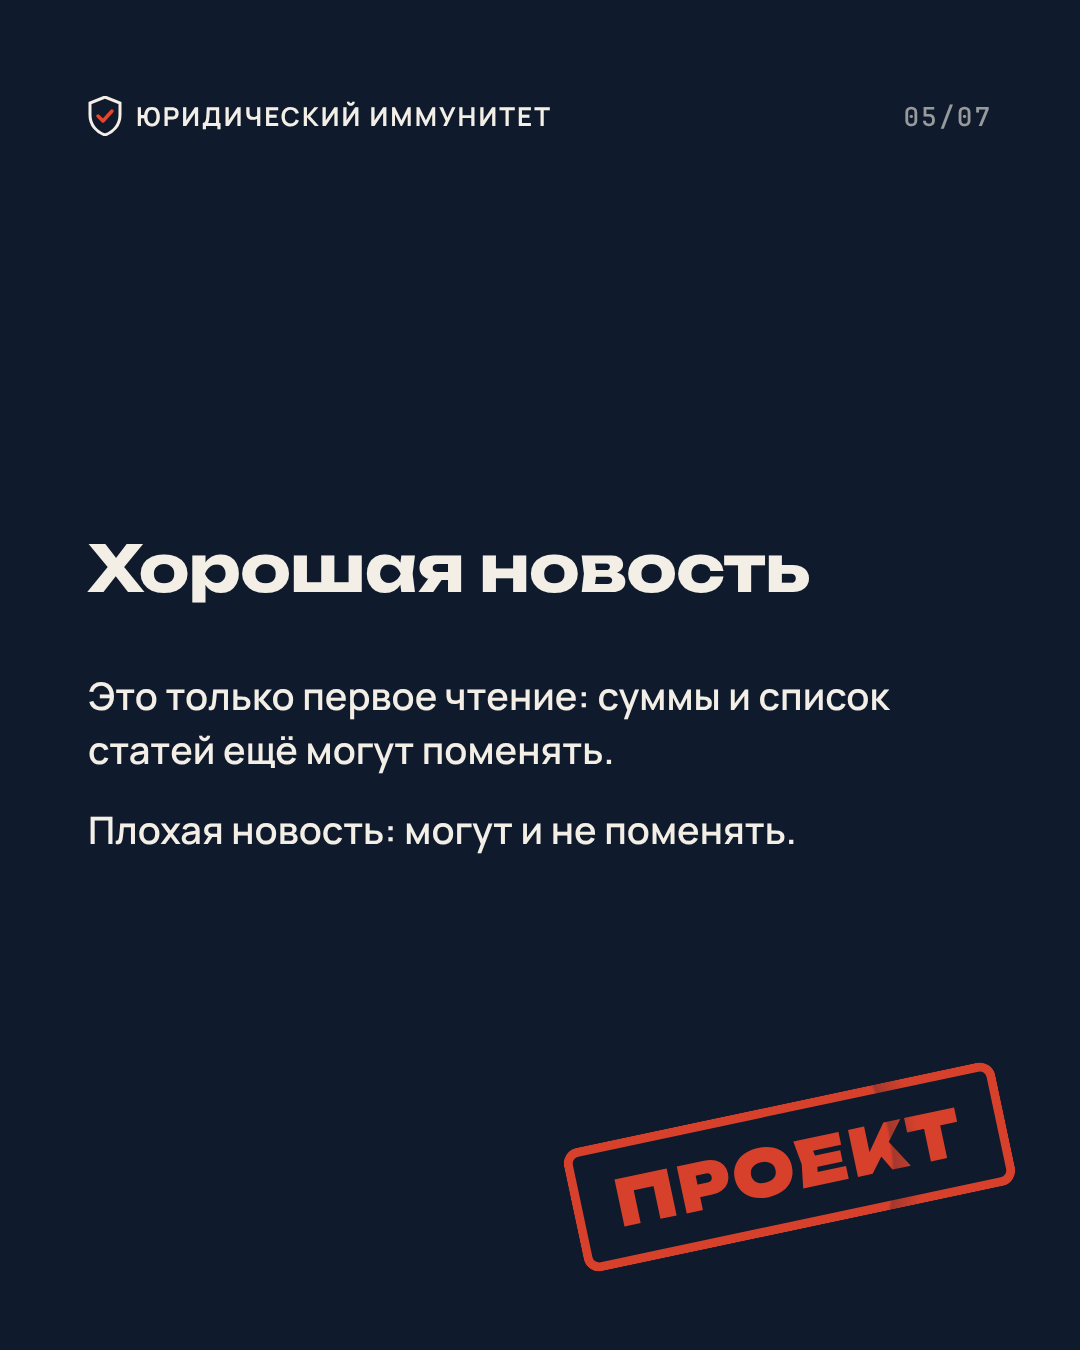 ЮРИДИЧЕСКИЙ ИММУНИТЕТ
05/07
Хорошая новость
Это только первое чтение: суммы и список
статей ещё могут поменять.
Плохая новость: могут и не поменять.
ПРОЕКТ